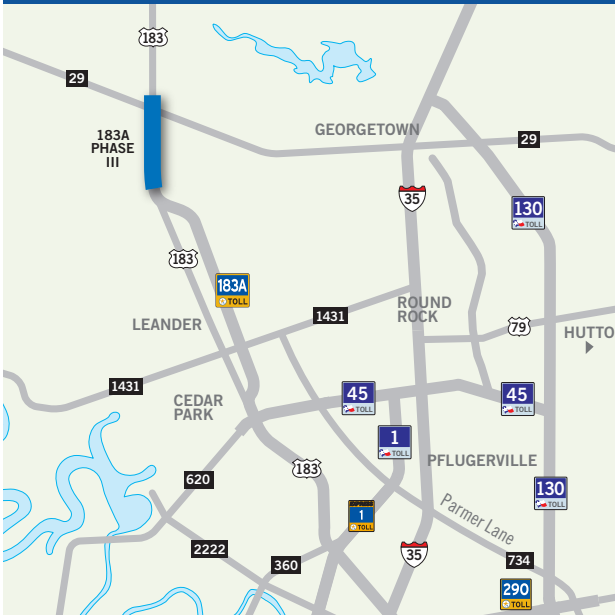 183
29
183A
PHASE
III
GEORGETOWN
29
35
130
TOLL
183
183A
TOLL
1431
ROUND
ROCK
79
HUTTO
LEANDER
1431
CEDAR
PARK
45
TOLL
45
TOLL
1
TOLL
183
PFLUGERVILLE
620
130
TOLL
EXPRESS
1
TOLL
Parmer Lane
2222
360
35
734
290
TOLL